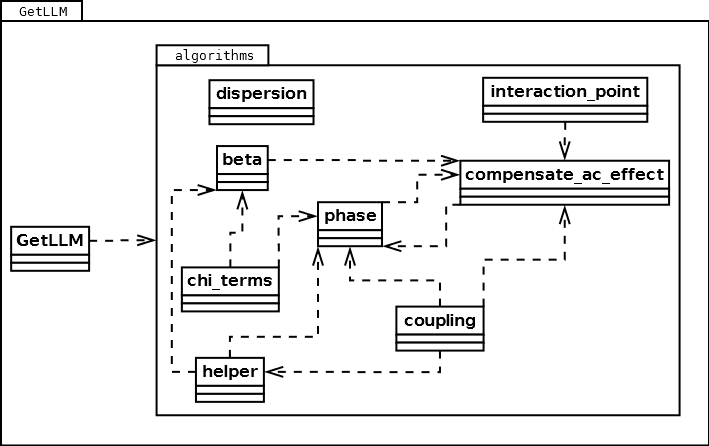 GetLLM
algorithms
dispersion
interaction_point
beta
compensate_ac_effect
phase
GetLLM
chi_terms
coupling
helper